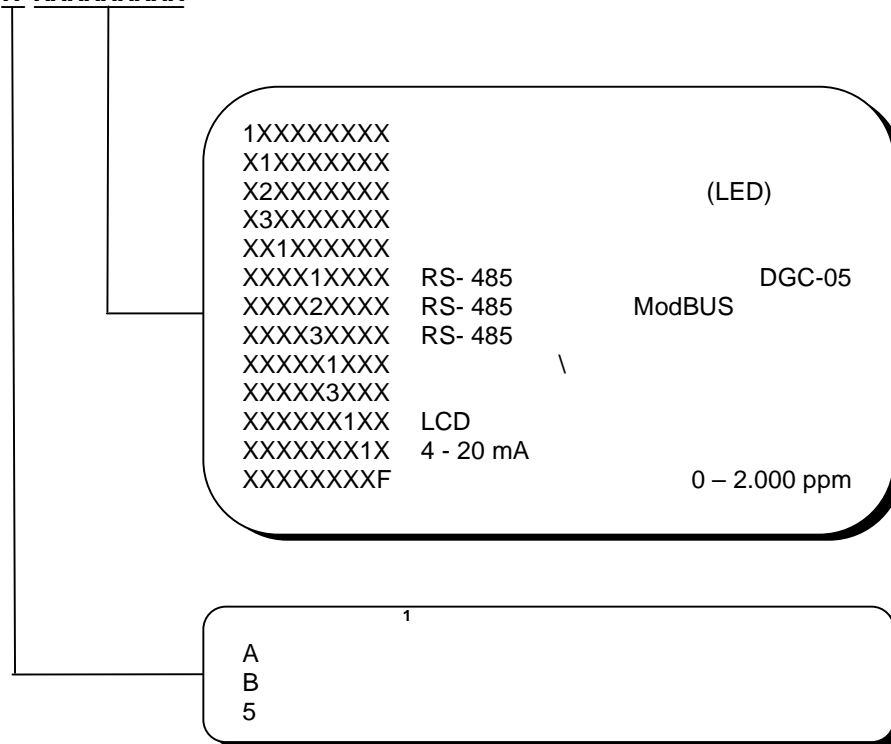 1XXXXXXXX
X1XXXXXXX
X2XXXXXXX (LED)
X3XXXXXXX
XX1XXXXXX
XXXX1XXXX RS- 485 DGC-05
XXXX2XXXX RS- 485 ModBUS
XXXX3XXXX RS- 485
XXXXX1XXX \
XXXXX3XXX
XXXXXX1XX LCD
XXXXXXX1X 4 - 20 mA
XXXXXXXXF 0 – 2.000 ppm
1
A
B
5